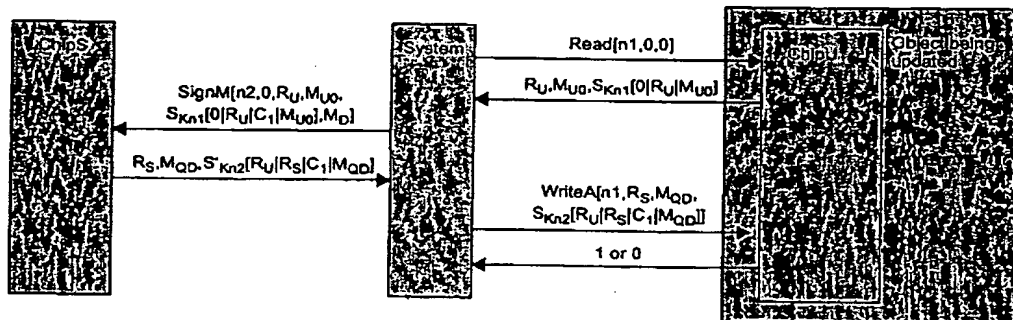 ChipS
System
Read[n1,0,0]
ChipU
Object being
updated
R_U,M_U0,S_Kn1[0|R_U|M_U0]
SignM[n2,0,R_U,M_U0,
S_Kn1[0|R_U|C_1|M_U0],M_D]
R_S,M_QD,S'_Kn2[R_U|R_S|C_1|M_QD]
WriteA[n1,R_S,M_QD,
S_Kn2[R_U|R_S|C_1|M_QD]]
1 or 0